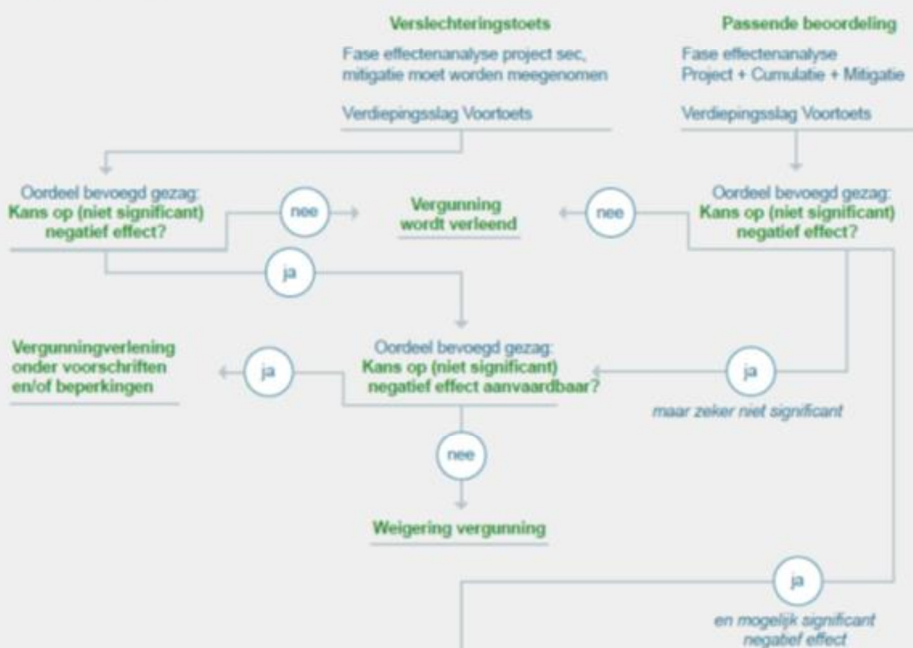 Verslechteringstoets
Fase effectenanalyse project sec,
mitigatie moet worden meegenomen
Verdiepingsslag Voortoets
Passende beoordeling
Fase effectenanalyse
Project + Cumulatie + Mitigatie
Verdiepingsslag Voortoets
Oordeel bevoegd gezag:
Kans op (niet significant)
negatief effect?
nee
Vergunning
wordt verleend
nee
Oordeel bevoegd gezag:
Kans op (niet significant)
negatief effect?
ja
Vergunningverlening
onder voorschriften
en/of beperkingen
ja
Oordeel bevoegd gezag:
Kans op (niet significant)
negatief effect aanvaardbaar?
ja
maar zeker niet significant
nee
Weigering vergunning
ja
en mogelijk significant
negatief effect